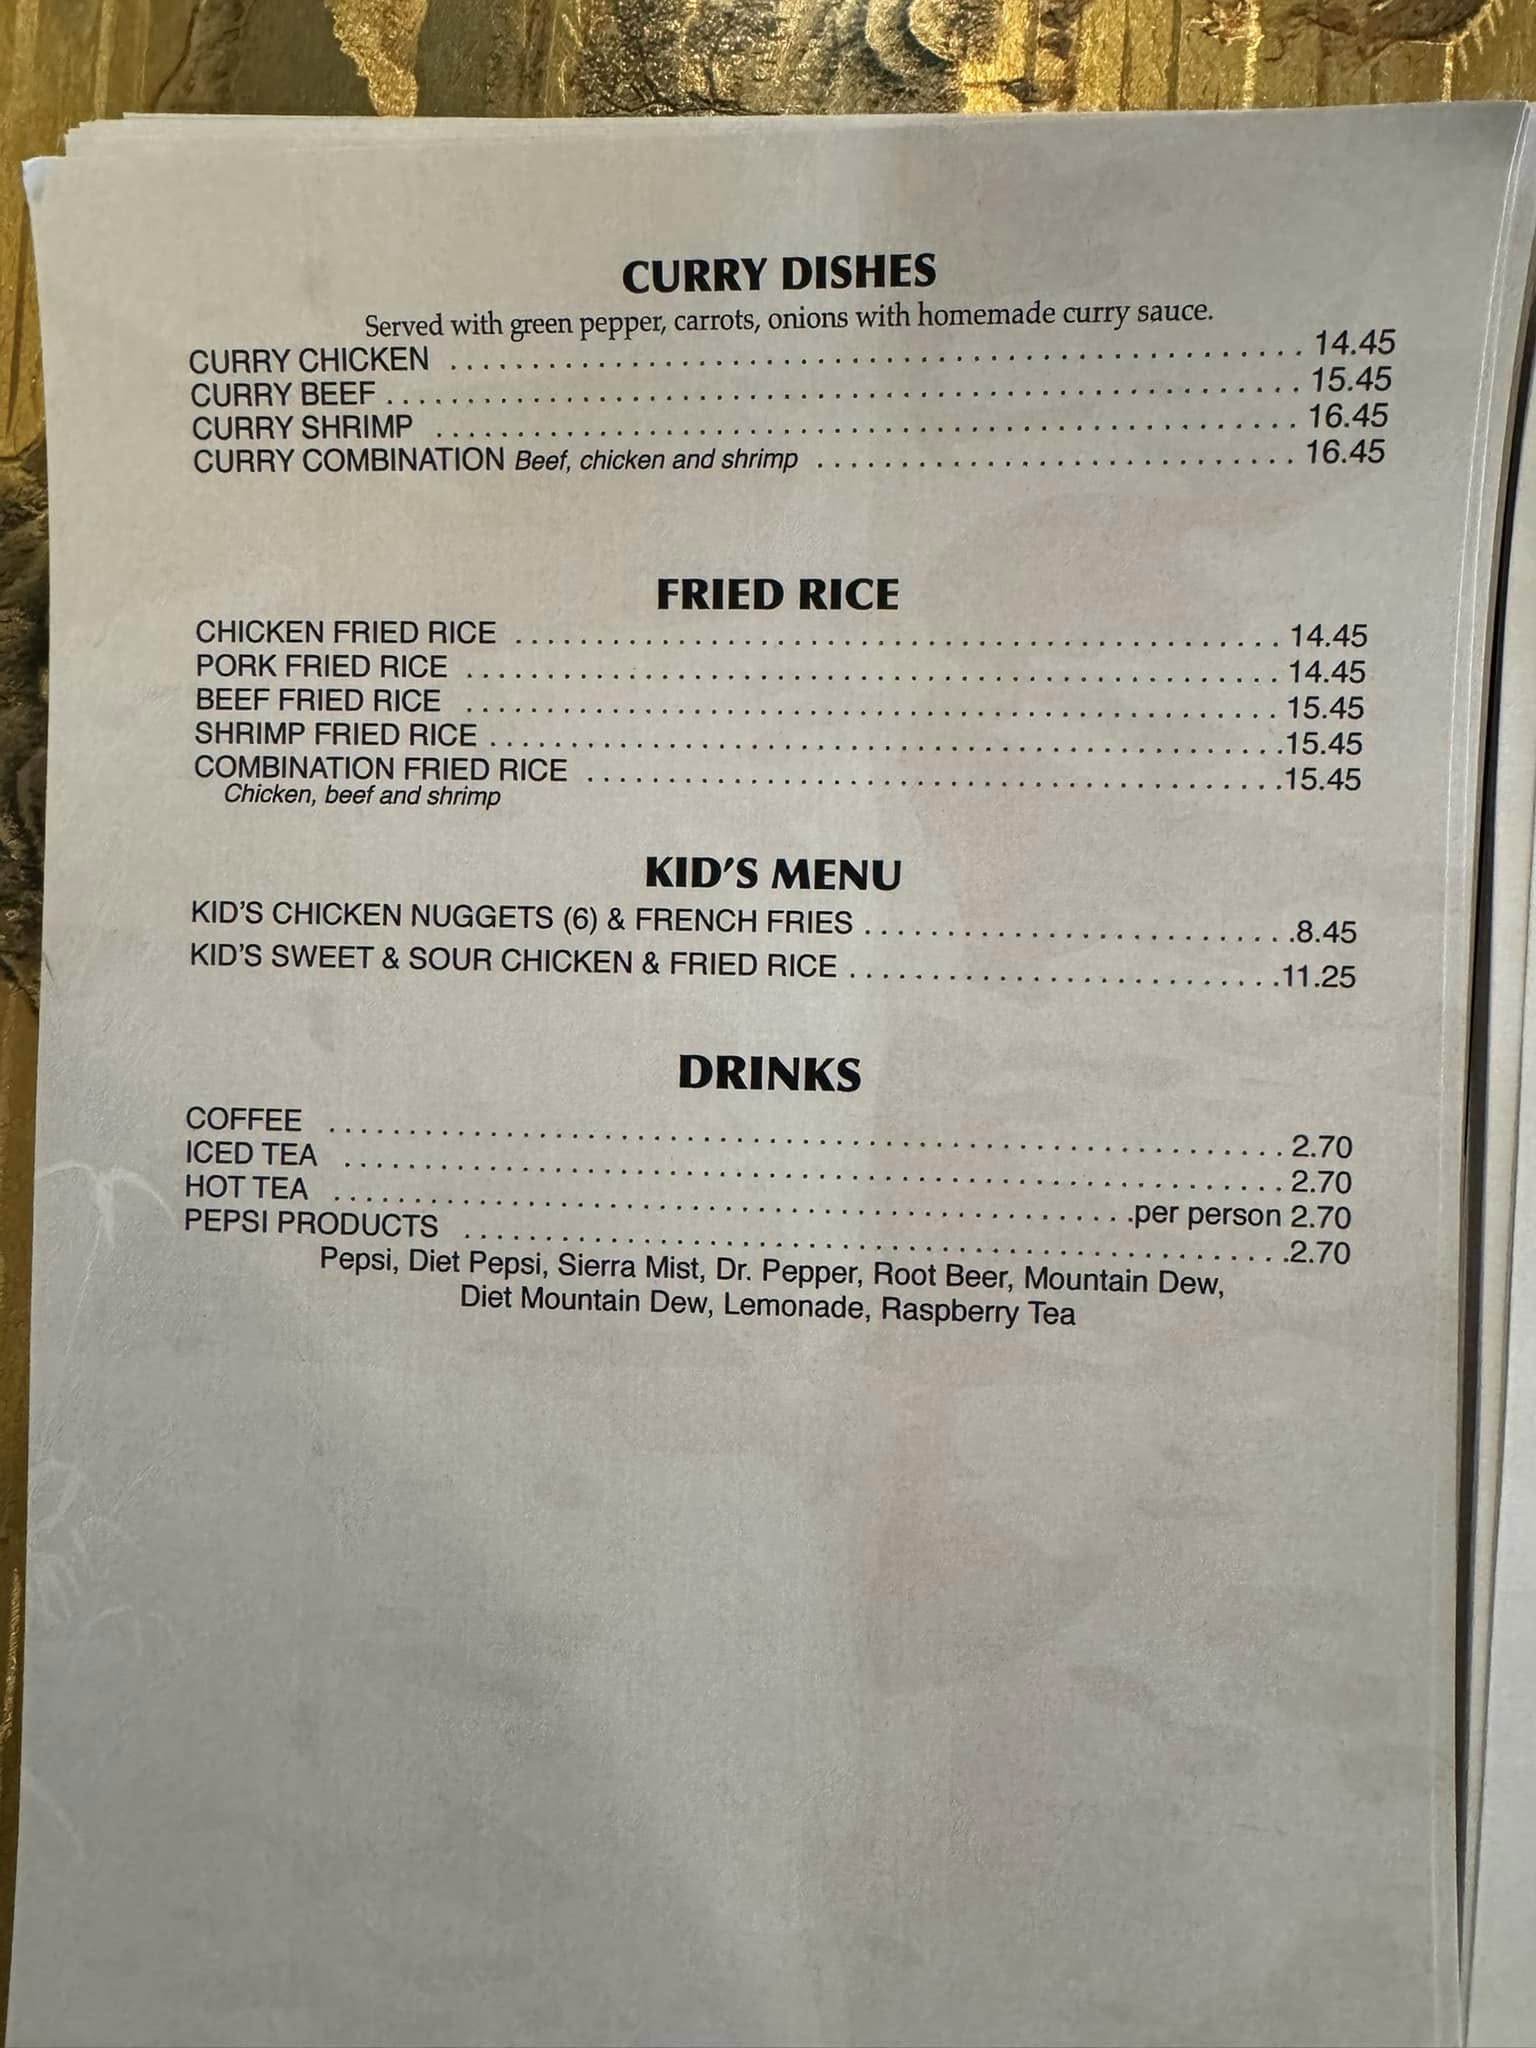 CURRY DISHES
Served with green pepper, carrots, onions with homemade curry sauce.
CURRY CHICKEN . . . . . . . . . . . . . . . . . . . . 14.45
CURRY BEEF . . . . . . . . . . . . . . . . . . . . 15.45
CURRY SHRIMP . . . . . . . . . . . . . . . . . . . . 16.45
CURRY COMBINATION Beef, chicken and shrimp . . . . . . . . . . . . . . . . . . . . 16.45
FRIED RICE
CHICKEN FRIED RICE . . . . . . . . . . . . . . . . . . . . 14.45
PORK FRIED RICE . . . . . . . . . . . . . . . . . . . . 14.45
BEEF FRIED RICE . . . . . . . . . . . . . . . . . . . . 15.45
SHRIMP FRIED RICE . . . . . . . . . . . . . . . . . . . . 15.45
COMBINATION FRIED RICE . . . . . . . . . . . . . . . . . . . . 15.45
Chicken, beef and shrimp
KID'S MENU
KID'S CHICKEN NUGGETS (6) & FRENCH FRIES . . . . . . . . . . . . . . . . . . . . 8.45
KID'S SWEET & SOUR CHICKEN & FRIED RICE . . . . . . . . . . . . . . . . . . . . 11.25
DRINKS
COFFEE . . . . . . . . . . . . . . . . . . . . 2.70
ICED TEA . . . . . . . . . . . . . . . . . . . . 2.70
HOT TEA . . . . . . . . . . . . . . . . . . . . per person 2.70
PEPSI PRODUCTS . . . . . . . . . . . . . . . . . . . . 2.70
Pepsi, Diet Pepsi, Sierra Mist, Dr. Pepper, Root Beer, Mountain Dew,
Diet Mountain Dew, Lemonade, Raspberry Tea